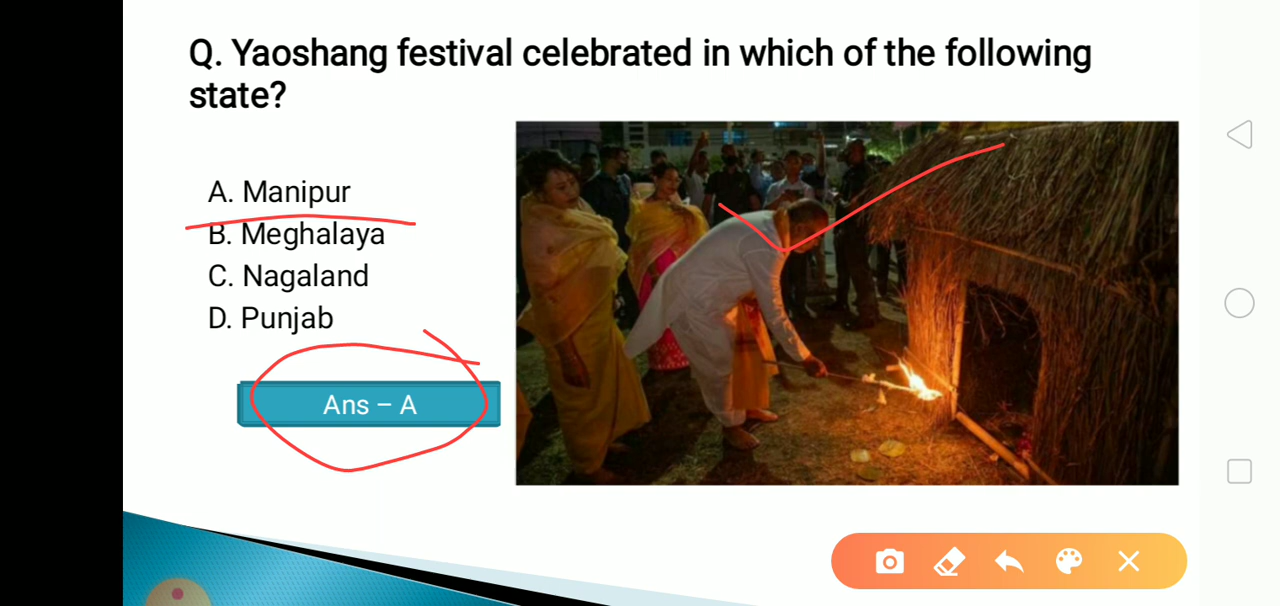 Q. Yaoshang festival celebrated in which of the following
state?
A. Manipur
B. Meghalaya
C. Nagaland
D. Punjab
Ans – A